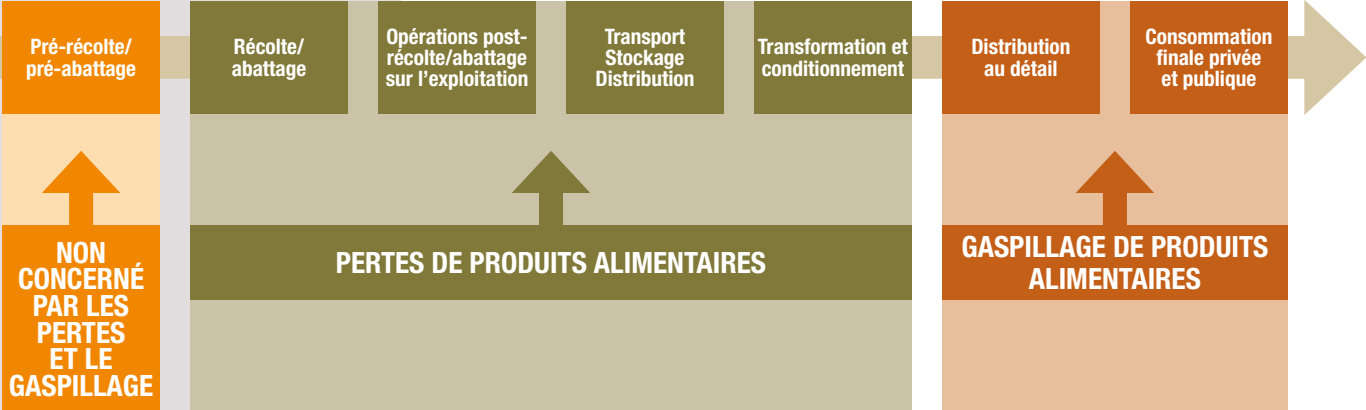 Pré-récolte/
pré-abattage
Récolte/
abattage
Opérations post-
récolte/abattage
sur l'exploitation
Transport
Stockage
Distribution
Transformation et
conditionnement
Distribution
au détail
Consommation
finale privée
et publique
NON
CONCERNÉ
PAR LES
PERTES
ET LE
GASPILLAGE
PERTES DE PRODUITS ALIMENTAIRES
GASPILLAGE DE PRODUITS
ALIMENTAIRES